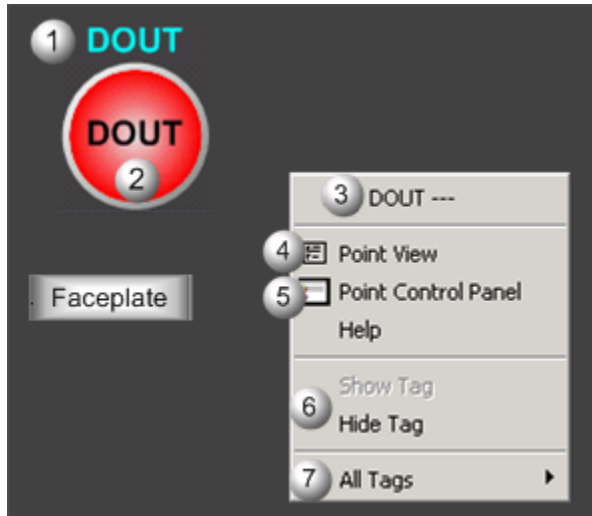 1 DOUT
DOUT
2
3 DOUT ---
4 Point View
Faceplate
5 Point Control Panel
Help
Show Tag
6
Hide Tag
7 All Tags